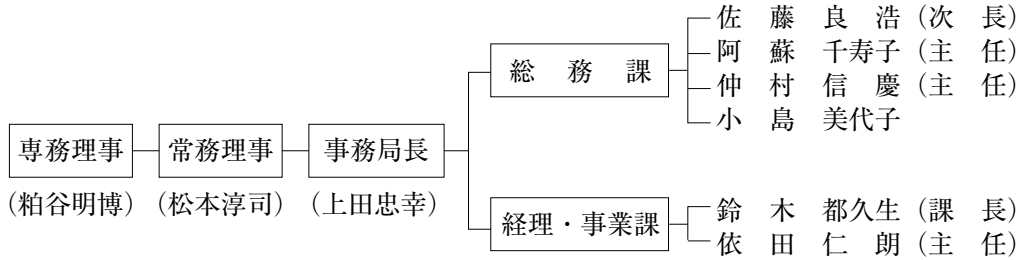 専務理事
(粕谷明博)
常務理事
(松本淳司)
事務局長
(上田忠幸)
総務課
佐藤良浩(次長)
阿蘇千寿子(主任)
仲村信慶(主任)
小島美代子
経理・事業課
鈴木都久生(課長)
依田仁朗(主任)